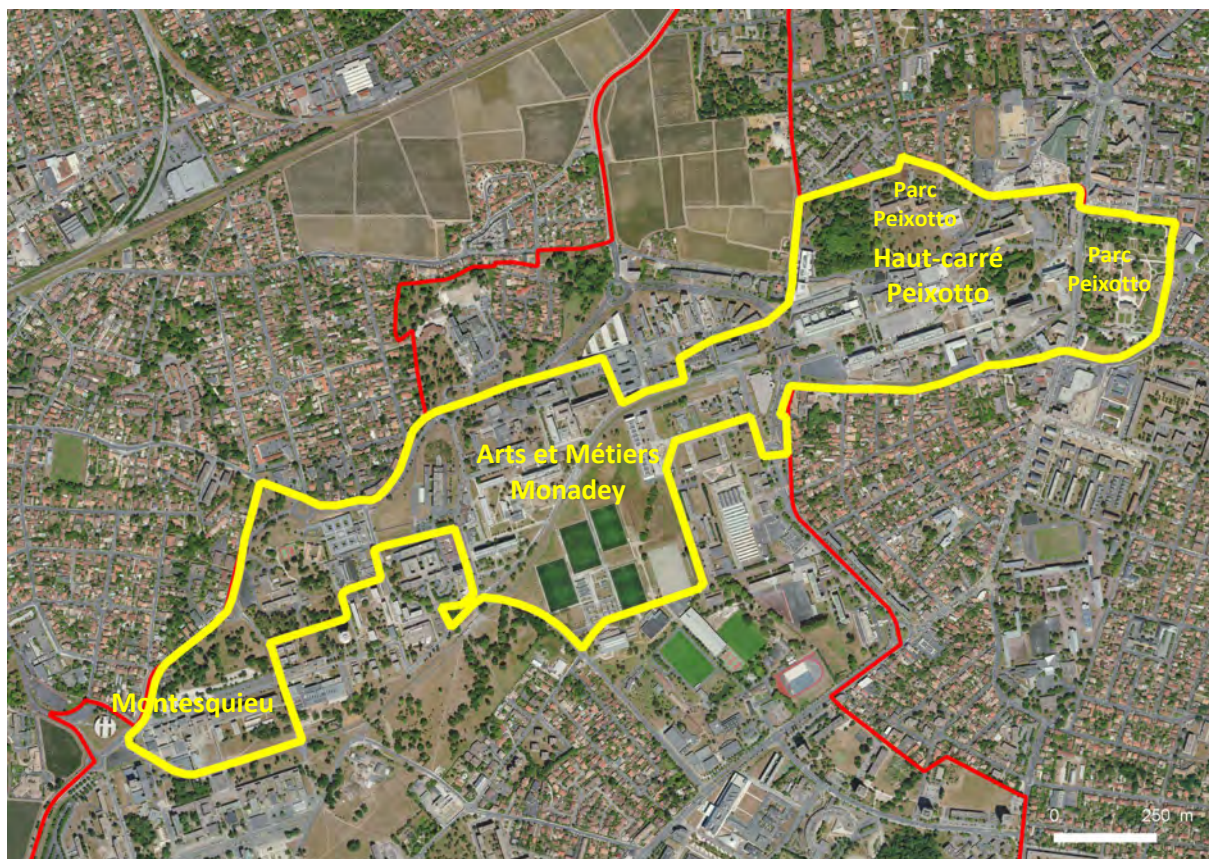 Parc
Peixotto
Haut-carré
Peixotto
Parc
Peixotto
Arts et Métiers
Monadey
Montesquieu
0 250 m